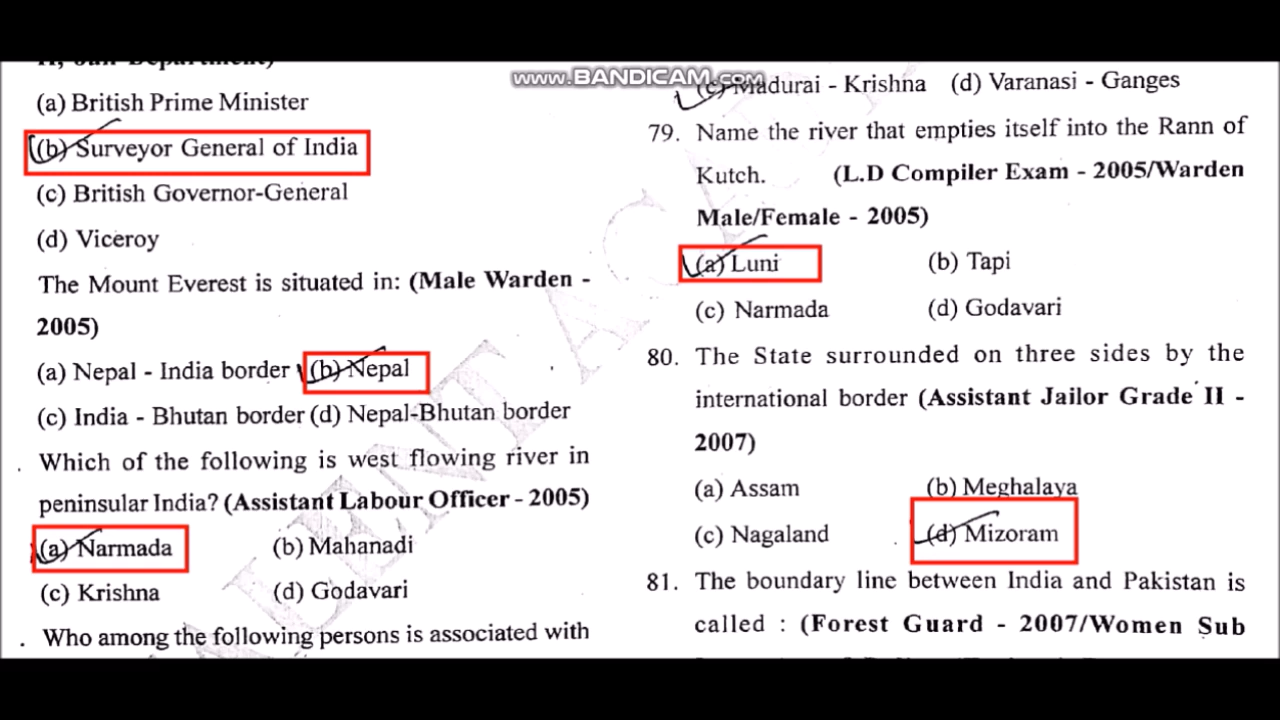 www.BANDICAM.com
II, Jail Department)
(a) British Prime Minister
(b) Surveyor General of India
(c) British Governor-General
(d) Viceroy
The Mount Everest is situated in: (Male Warden -
2005)
(a) Nepal - India border (b) Nepal
(c) India - Bhutan border (d) Nepal-Bhutan border
. Which of the following is west flowing river in
peninsular India? (Assistant Labour Officer - 2005)
(a) Narmada (b) Mahanadi
(c) Krishna (d) Godavari
. Who among the following persons is associated with
(c) Madurai - Krishna (d) Varanasi - Ganges
79. Name the river that empties itself into the Rann of
Kutch. (L.D Compiler Exam - 2005/Warden
Male/Female - 2005)
(a) Luni (b) Tapi
(c) Narmada (d) Godavari
80. The State surrounded on three sides by the
international border (Assistant Jailor Grade II -
2007)
(a) Assam (b) Meghalaya
(c) Nagaland (d) Mizoram
81. The boundary line between India and Pakistan is
called : (Forest Guard - 2007/Women Sub